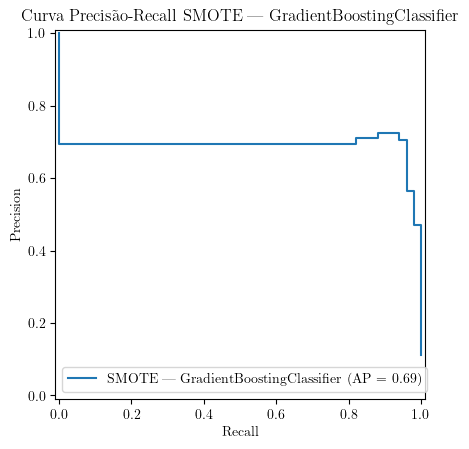 Curva Precisão-Recall SMOTE — GradientBoostingClassifier
1.0
0.8
0.6
0.4
0.2
0.0
Precision
SMOTE — GradientBoostingClassifier (AP = 0.69)
0.0 0.2 0.4 0.6 0.8 1.0
Recall